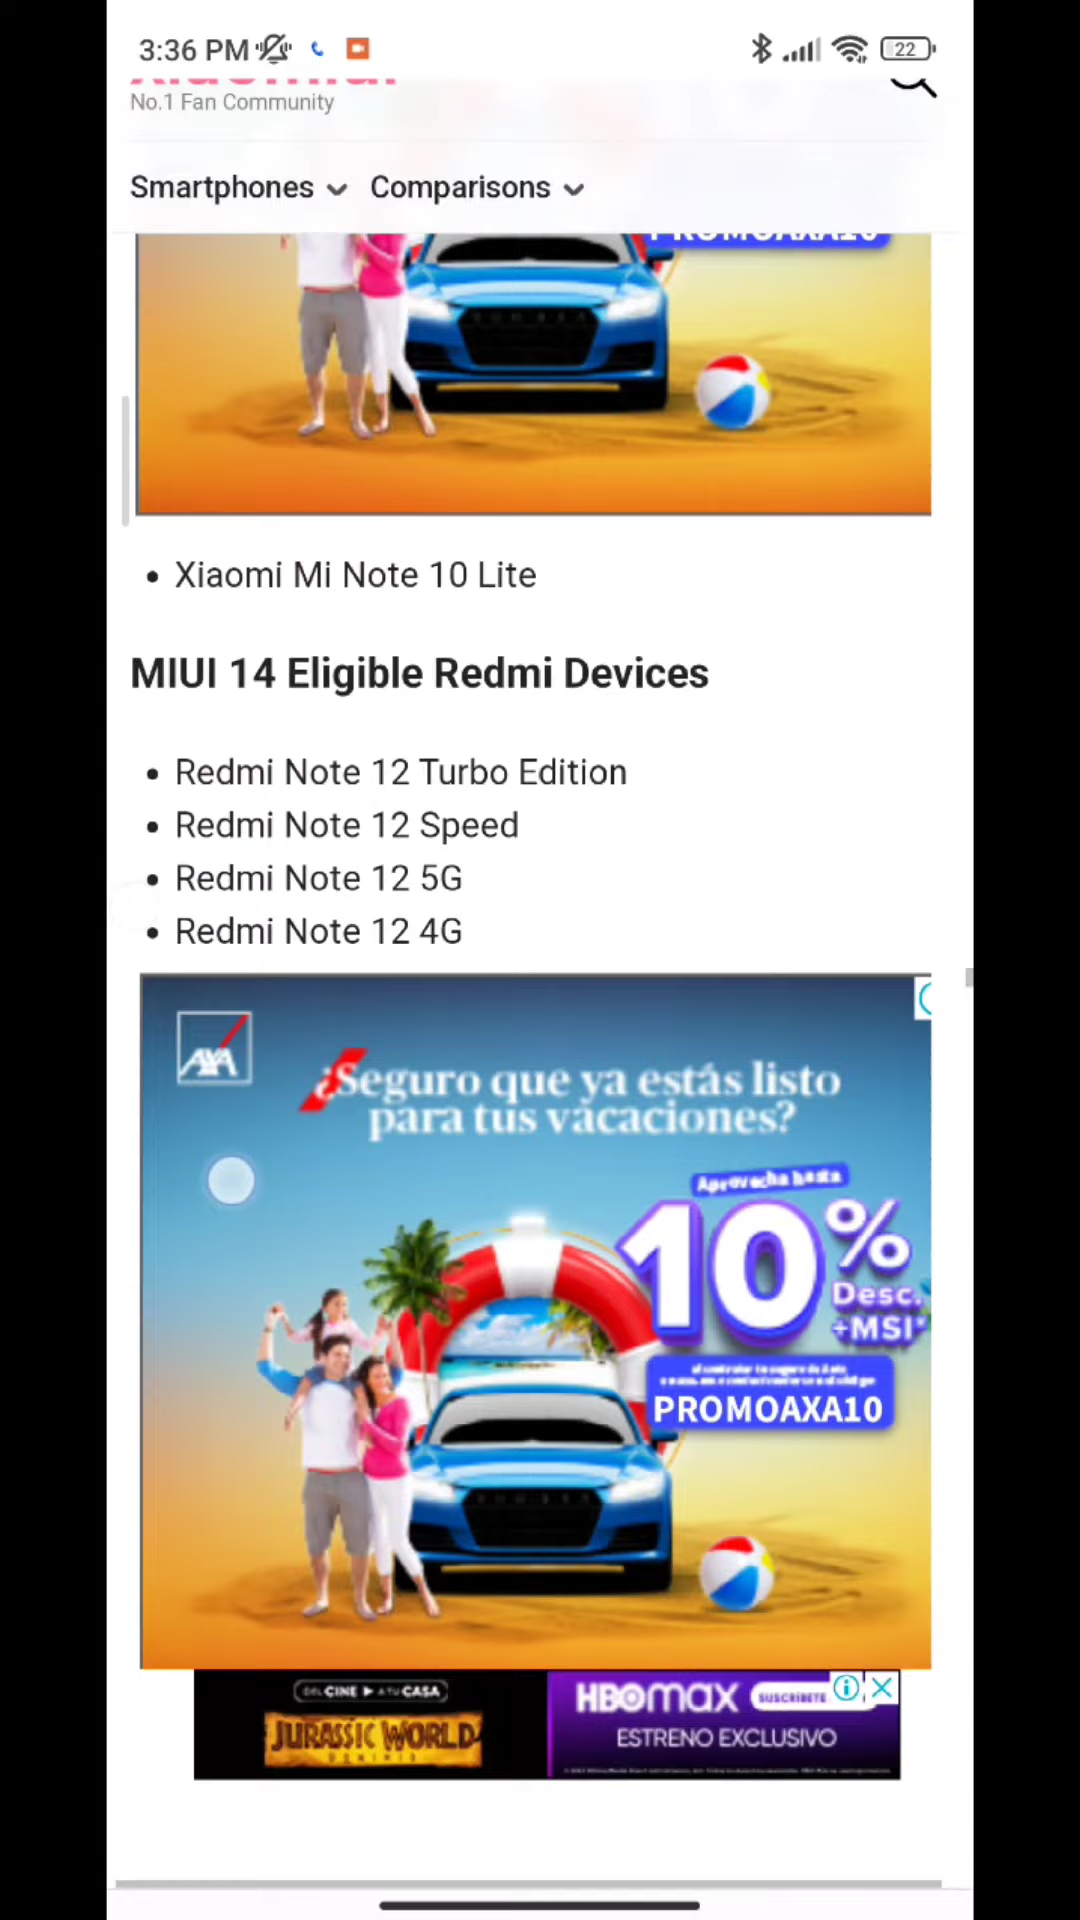 3:36 PM
22
No.1 Fan Community
Smartphones
Comparisons
PROMOAXA10
• Xiaomi Mi Note 10 Lite
MIUI 14 Eligible Redmi Devices
• Redmi Note 12 Turbo Edition
• Redmi Note 12 Speed
• Redmi Note 12 5G
• Redmi Note 12 4G
AXA
¿Seguro que ya estás listo
para tus vacaciones?
Aprovecha hasta
10%
Desc.
+MSI*
PROMOAXA10
DEL CINE A TU CASA
JURASSIC WORLD
DOMINIO
HBOMAX
SUSCRÍBETE
ESTRENO EXCLUSIVO